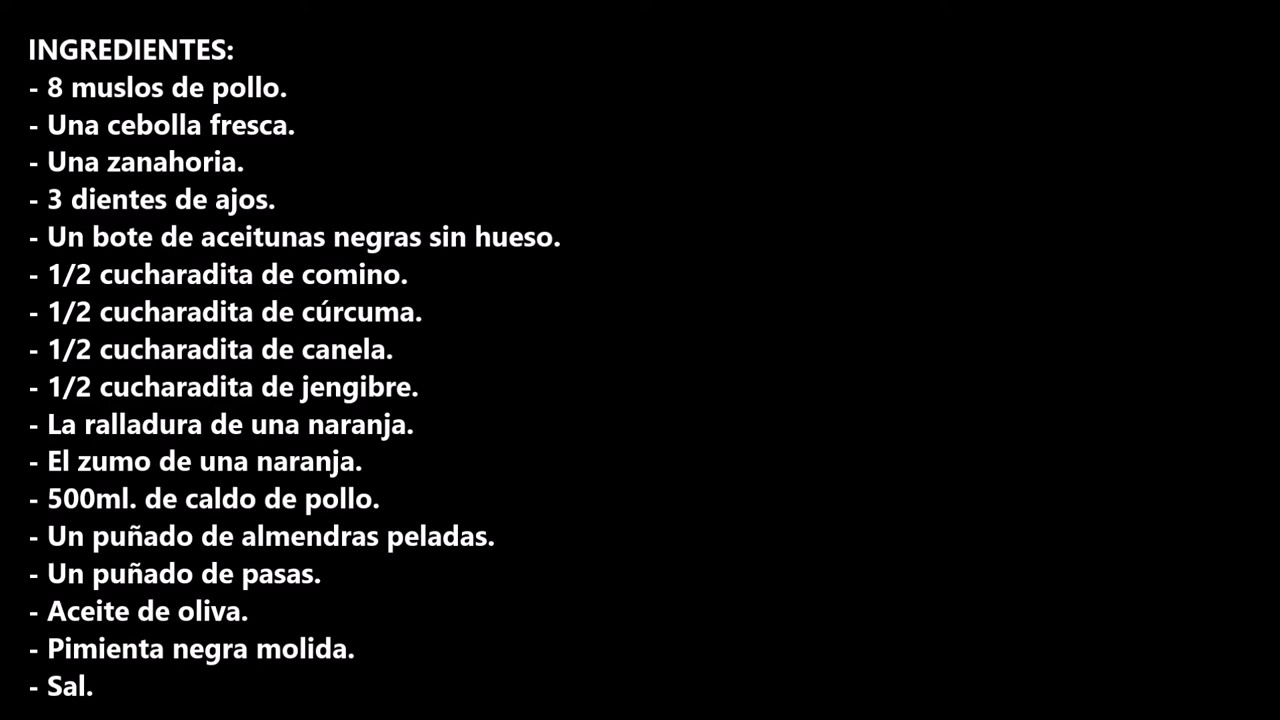 INGREDIENTES:
- 8 muslos de pollo.
- Una cebolla fresca.
- Una zanahoria.
- 3 dientes de ajos.
- Un bote de aceitunas negras sin hueso.
- 1/2 cucharadita de comino.
- 1/2 cucharadita de cúrcuma.
- 1/2 cucharadita de canela.
- 1/2 cucharadita de jengibre.
- La ralladura de una naranja.
- El zumo de una naranja.
- 500ml. de caldo de pollo.
- Un puñado de almendras peladas.
- Un puñado de pasas.
- Aceite de oliva.
- Pimienta negra molida.
- Sal.